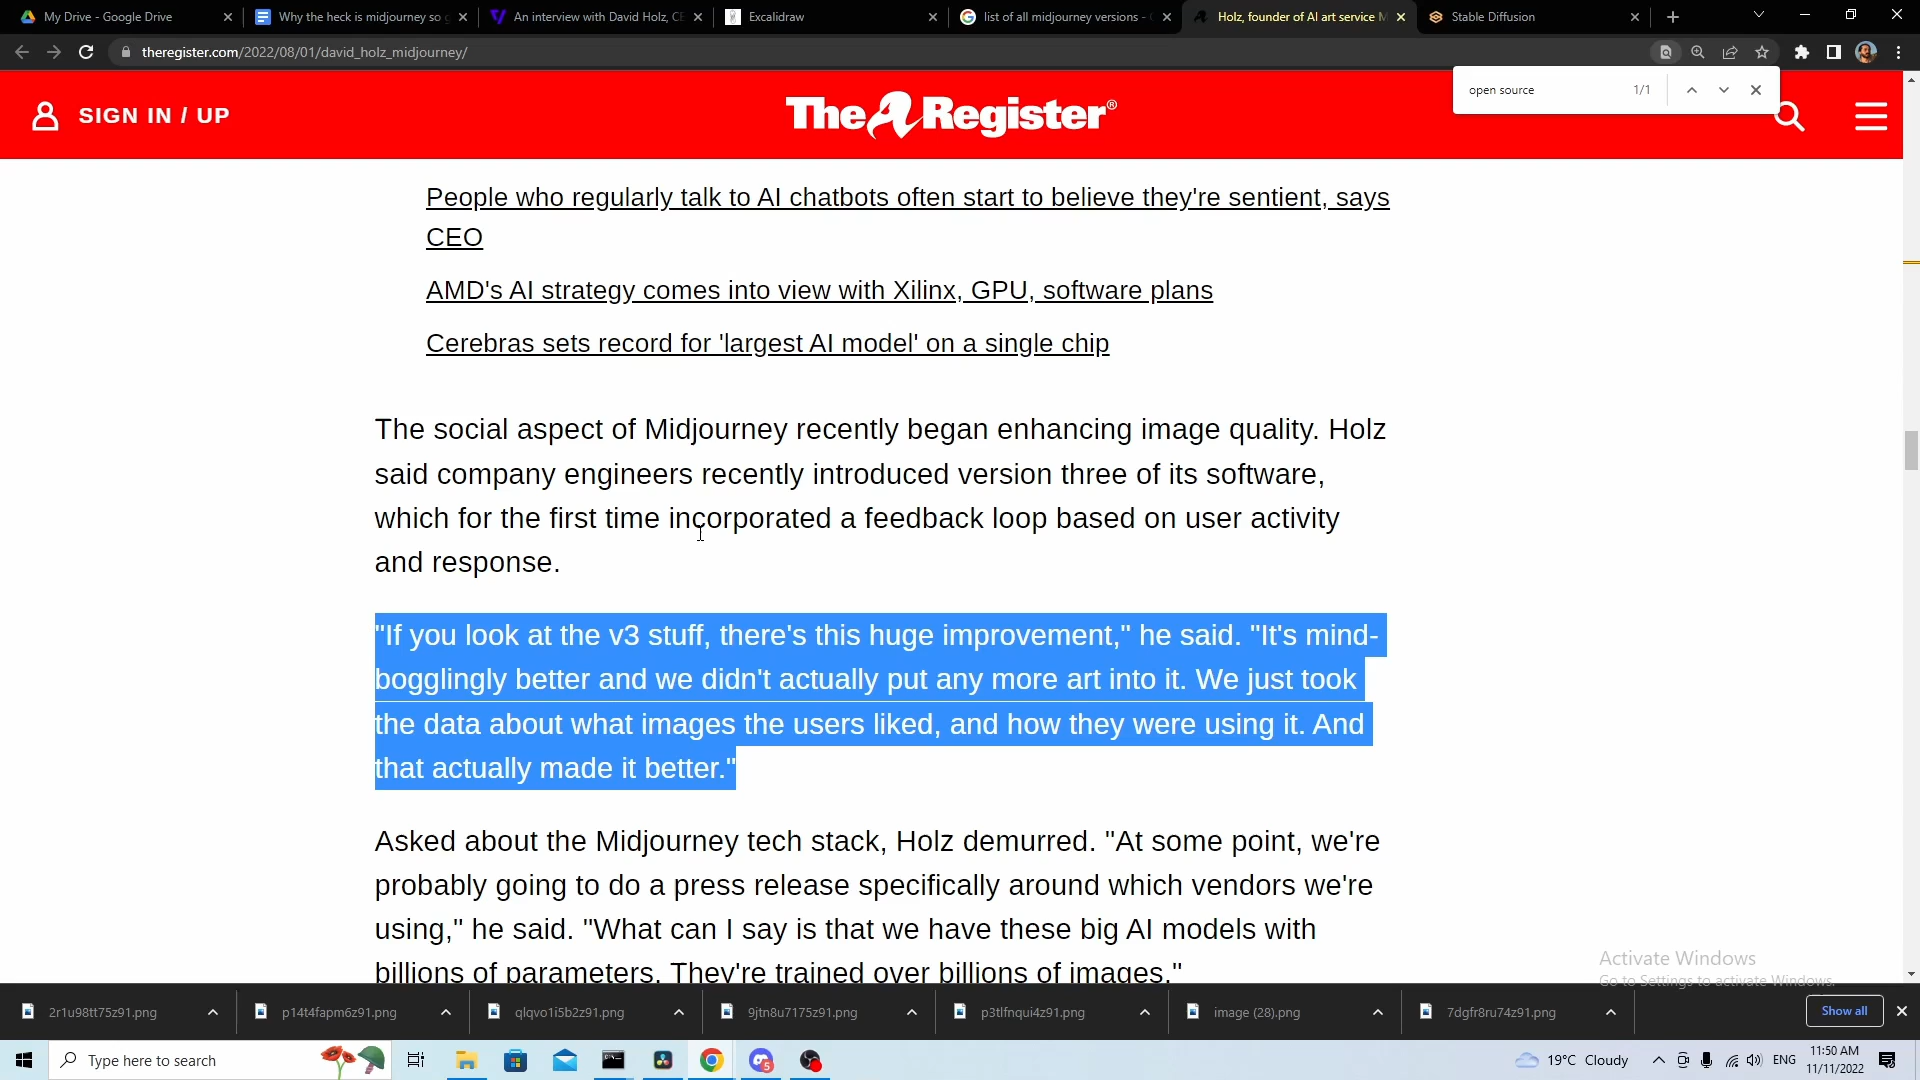 My Drive - Google Drive
Why the heck is midjourney so g
An interview with David Holz, CE
Excalidraw
list of all midjourney versions - G
Holz, founder of AI art service M
Stable Diffusion
theregister.com/2022/08/01/david_holz_midjourney/
open source
1/1
SIGN IN / UP
The Register®
People who regularly talk to AI chatbots often start to believe they're sentient, says
CEO
AMD's AI strategy comes into view with Xilinx, GPU, software plans
Cerebras sets record for 'largest AI model' on a single chip
The social aspect of Midjourney recently began enhancing image quality. Holz
said company engineers recently introduced version three of its software,
which for the first time incorporated a feedback loop based on user activity
and response.
"If you look at the v3 stuff, there's this huge improvement," he said. "It's mind-
bogglingly better and we didn't actually put any more art into it. We just took
the data about what images the users liked, and how they were using it. And
that actually made it better."
Asked about the Midjourney tech stack, Holz demurred. "At some point, we're
probably going to do a press release specifically around which vendors we're
using," he said. "What can I say is that we have these big AI models with
billions of parameters. They're trained over billions of images."
Activate Windows
Go to Settings to activate Windows.
2r1u98tt75z91.png
p14t4fapm6z91.png
qlqvo1i5b2z91.png
9jtn8u7175z91.png
p3tlfnqui4z91.png
image (28).png
7dgfr8ru74z91.png
Show all
Type here to search
5
19°C Cloudy
ENG
11:50 AM
11/11/2022